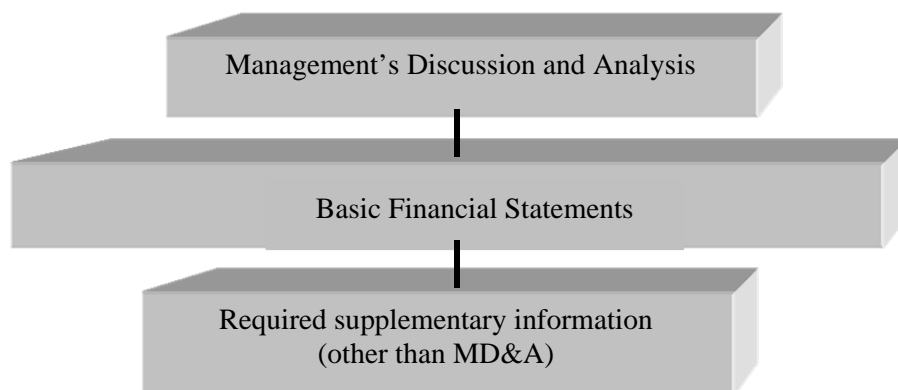 Management’s Discussion and Analysis
Basic Financial Statements
Required supplementary information
(other than MD&A)